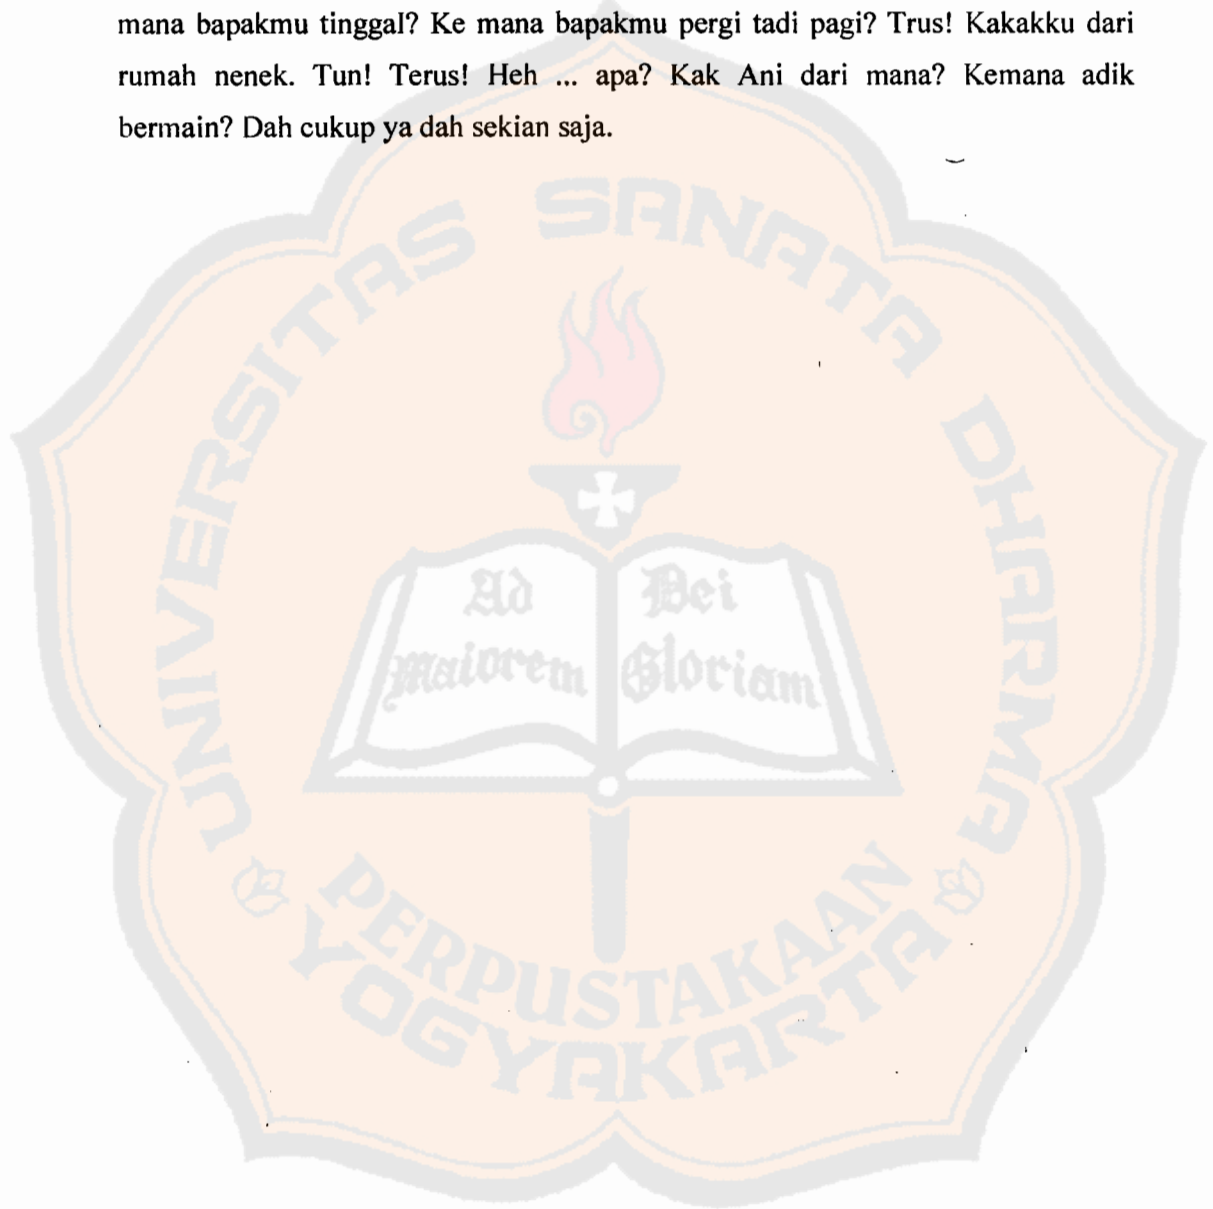 mana bapakmu tinggal? Ke mana bapakmu pergi tadi pagi? Trus! Kakakku dari
rumah nenek. Tun! Terus! Heh ... apa? Kak Ani dari mana? Kemana adik
bermain? Dah cukup ya dah sekian saja.
UNIVERSITAS SANATA DHARMA
Ad Dei
maiorem Gloriam
PERPUSTAKAAN
YOGYAKARTA